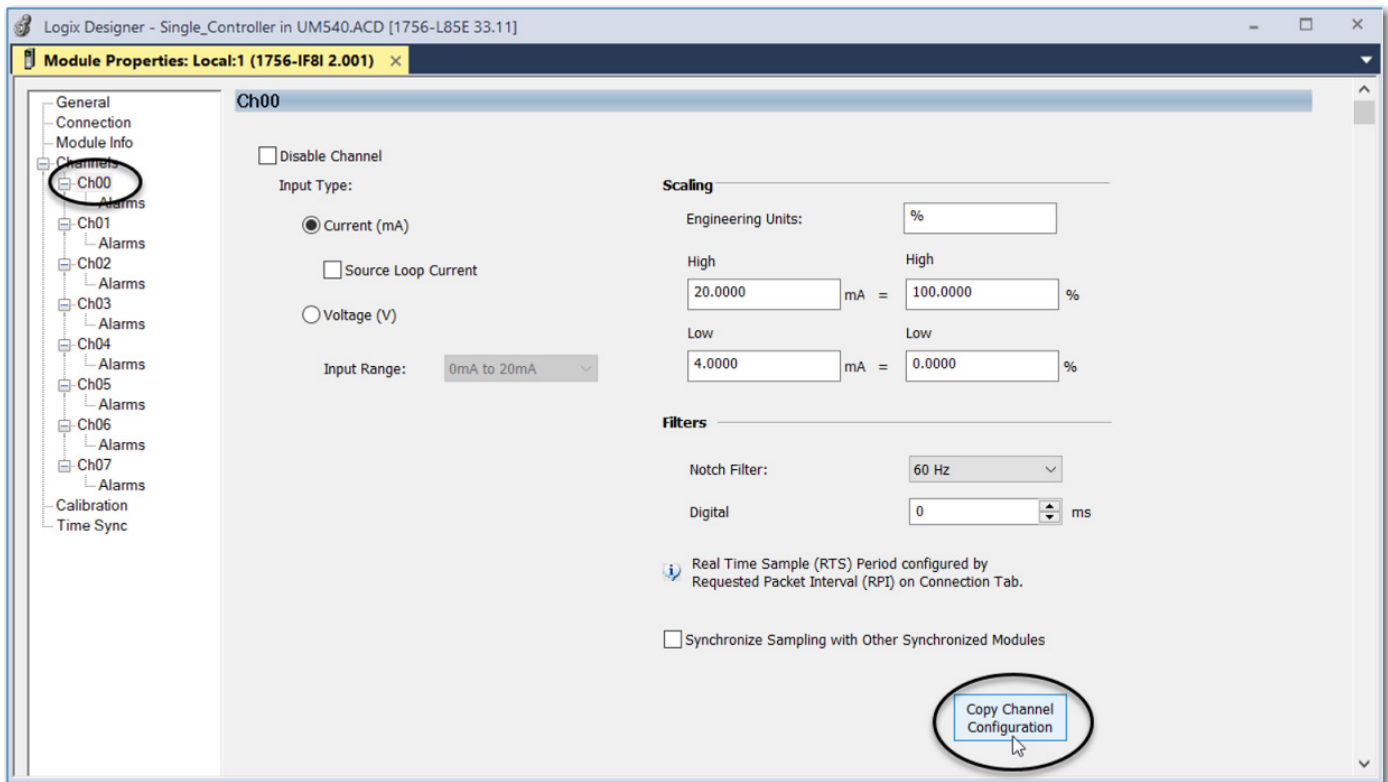 Logix Designer - Single_Controller in UM540.ACD [1756-L85E 33.11]
Module Properties: Local:1 (1756-IF8I 2.001)
General
Connection
Module Info
Channels
Ch00
Alarms
Ch01
Alarms
Ch02
Alarms
Ch03
Alarms
Ch04
Alarms
Ch05
Alarms
Ch06
Alarms
Ch07
Alarms
Calibration
Time Sync
Ch00
Disable Channel
Input Type:
Current (mA)
Source Loop Current
Voltage (V)
Input Range: 0mA to 20mA
Scaling
Engineering Units: %
High High
20.0000 mA = 100.0000 %
Low Low
4.0000 mA = 0.0000 %
Filters
Notch Filter: 60 Hz
Digital 0 ms
Real Time Sample (RTS) Period configured by
Requested Packet Interval (RPI) on Connection Tab.
Synchronize Sampling with Other Synchronized Modules
Copy Channel
Configuration